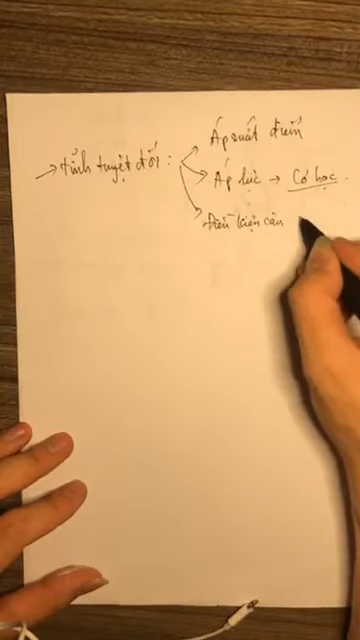 Áp suất điểm
→ tĩnh tuyệt đối :
Áp lực → Cơ học .
Điều kiện cân